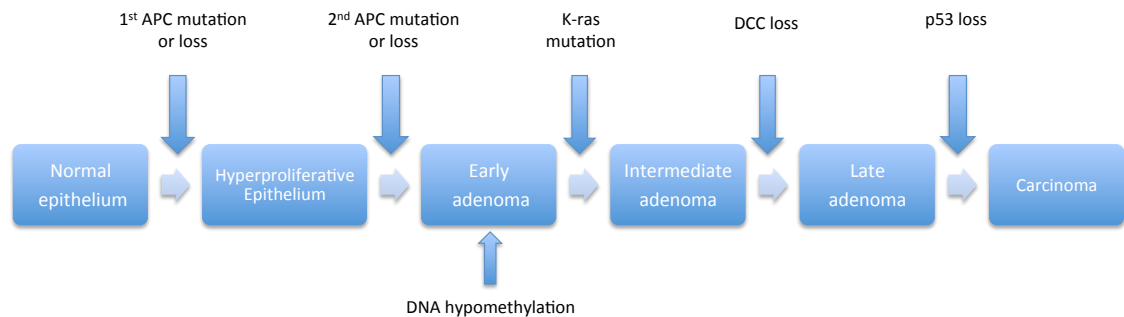 1st APC mutation
or loss
2nd APC mutation
or loss
K-ras
mutation
DCC loss
p53 loss
Normal
epithelium
Hyperproliferative
Epithelium
Early
adenoma
Intermediate
adenoma
Late
adenoma
Carcinoma
DNA hypomethylation